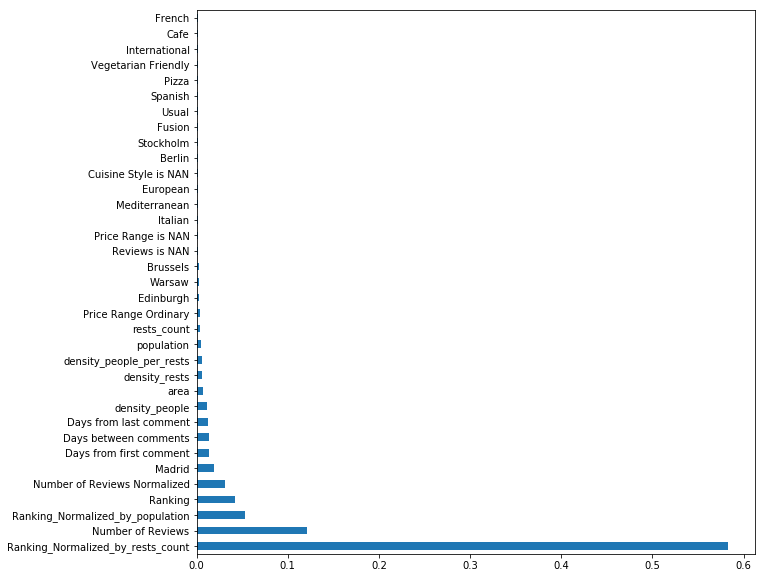 French
Cafe
International
Vegetarian Friendly
Pizza
Spanish
Usual
Fusion
Stockholm
Berlin
Cuisine Style is NAN
European
Mediterranean
Italian
Price Range is NAN
Reviews is NAN
Brussels
Warsaw
Edinburgh
Price Range Ordinary
rests_count
population
density_people_per_rests
density_rests
area
density_people
Days from last comment
Days between comments
Days from first comment
Madrid
Number of Reviews Normalized
Ranking
Ranking_Normalized_by_population
Number of Reviews
Ranking_Normalized_by_rests_count
0.0 0.1 0.2 0.3 0.4 0.5 0.6